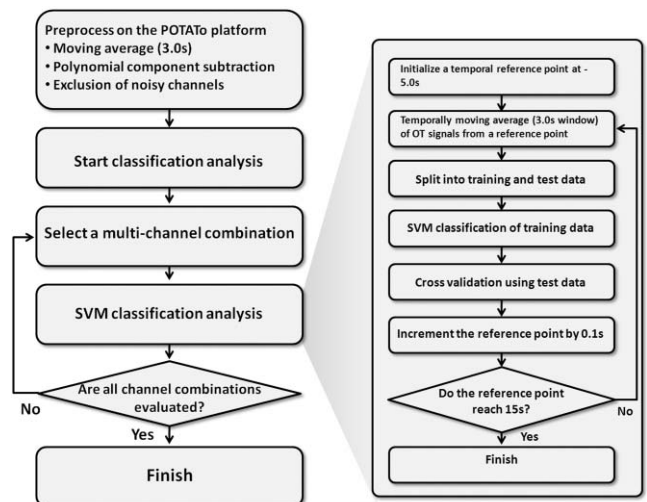 Preprocess on the POTATo platform
• Moving average (3.0s)
• Polynomial component subtraction
• Exclusion of noisy channels
Start classification analysis
Select a multi-channel combination
SVM classification analysis
Are all channel combinations
evaluated?
No
Yes
Finish
Initialize a temporal reference point at -
5.0s
Temporally moving average (3.0s window)
of OT signals from a reference point
Split into training and test data
SVM classification of training data
Cross validation using test data
Increment the reference point by 0.1s
Do the reference point
reach 15s?
No
Yes
Finish